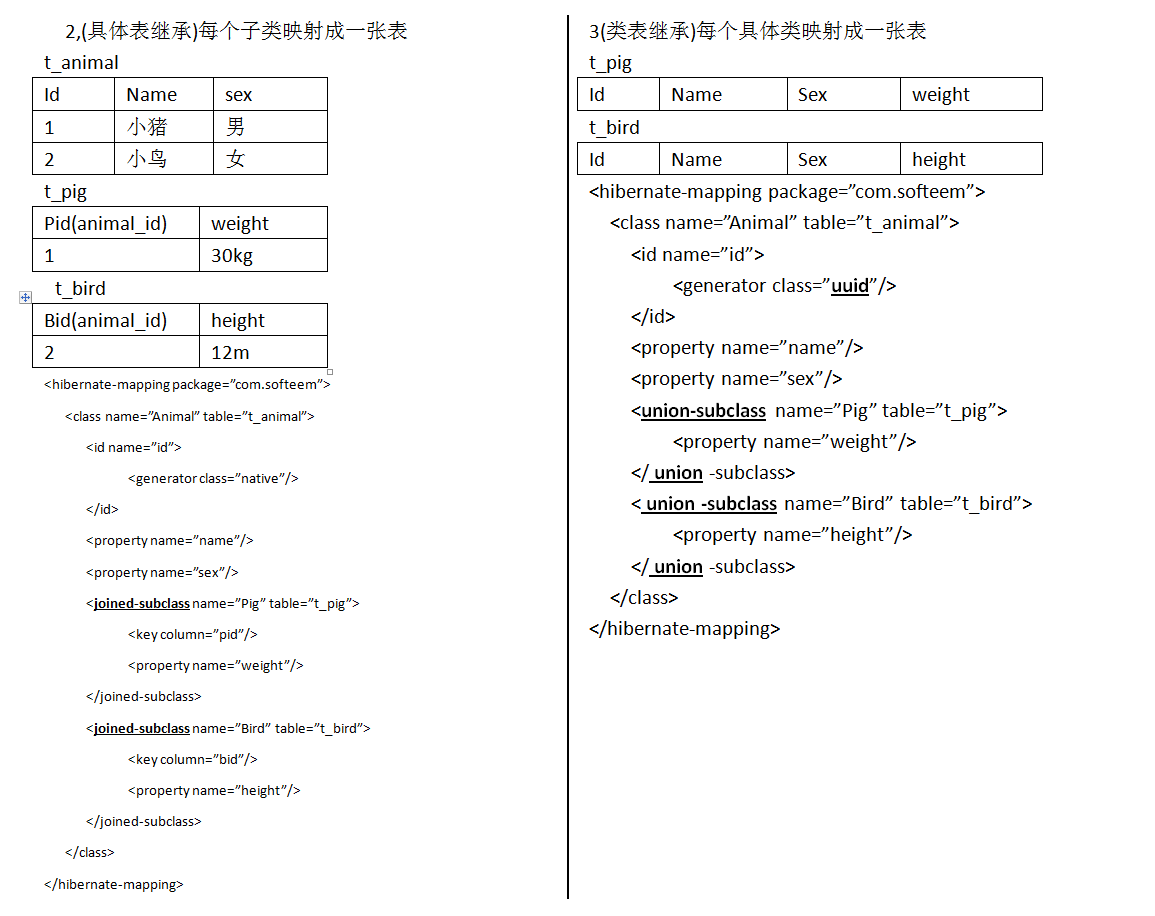 2,(具体表继承)每个子类映射成一张表
t_animal
Id Name sex
1 小猪 男
2 小鸟 女
t_pig
Pid(animal_id) weight
1 30kg
t_bird
Bid(animal_id) height
2 12m
<hibernate-mapping package=”com.softeem”>
<class name=”Animal” table=”t_animal”>
<id name=”id”>
<generator class=”native”/>
</id>
<property name=”name”/>
<property name=”sex”/>
<joined-subclass name=”Pig” table=”t_pig”>
<key column=”pid”/>
<property name=”weight”/>
</joined-subclass>
<joined-subclass name=”Bird” table=”t_bird”>
<key column=”bid”/>
<property name=”height”/>
</joined-subclass>
</class>
</hibernate-mapping>
3(类表继承)每个具体类映射成一张表
t_pig
Id Name Sex weight
t_bird
Id Name Sex height
<hibernate-mapping package=”com.softeem”>
<class name=”Animal” table=”t_animal”>
<id name=”id”>
<generator class=”uuid”/>
</id>
<property name=”name”/>
<property name=”sex”/>
<union-subclass name=”Pig” table=”t_pig”>
<property name=”weight”/>
</ union -subclass>
< union -subclass name=”Bird” table=”t_bird”>
<property name=”height”/>
</ union -subclass>
</class>
</hibernate-mapping>